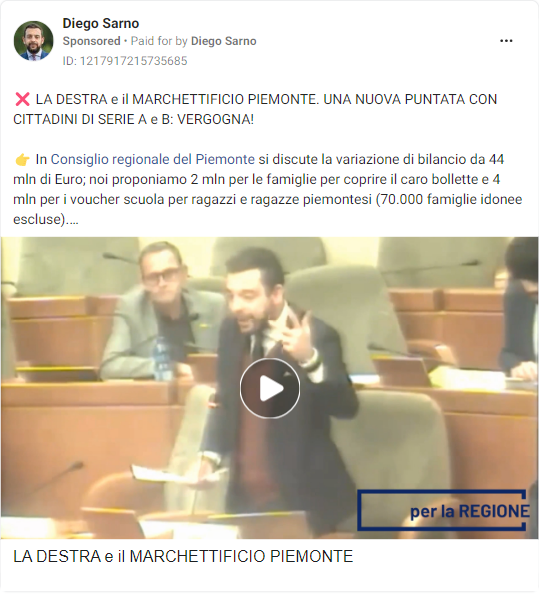 Diego Sarno
Sponsored • Paid for by Diego Sarno
ID: 1217917215735685
❌ LA DESTRA e il MARCHETTIFICIO PIEMONTE. UNA NUOVA PUNTATA CON
CITTADINI DI SERIE A e B: VERGOGNA!
👉 In Consiglio regionale del Piemonte si discute la variazione di bilancio da 44
mln di Euro; noi proponiamo 2 mln per le famiglie per coprire il caro bollette e 4
mln per i voucher scuola per ragazzi e ragazze piemontesi (70.000 famiglie idonee
escluse)....
per la REGIONE
LA DESTRA e il MARCHETTIFICIO PIEMONTE